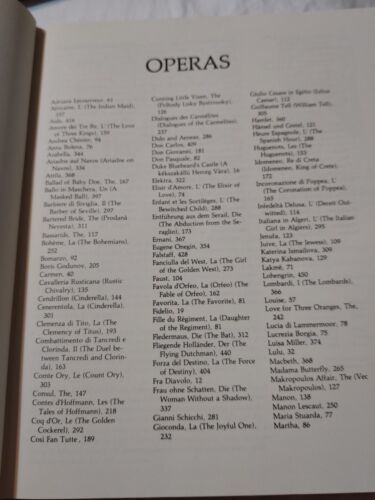 OPERAS
Adriana Lecouvreur, 61
Africaine, L' (The Indian Maid),
197
Aida, 416
Amore dei Tre Re, L' (The Love
of Three Kings), 159
Andrea Chénier, 94
Anna Bolena, 76
Arabella, 344
Ariadne auf Naxos (Ariadne on
Naxos), 334
Attila, 368
Ballad of Baby Doe, The, 167
Ballo in Maschera, Un (A
Masked Ball), 397
Barbiere di Siviglia, Il (The
Barber of Seville), 297
Bartered Bride, The (Prodaná
Nevesta), 311
Bassarids, The, 117
Bohème, La (The Bohemians),
252
Bomarzo, 92
Boris Godunov, 205
Carmen, 40
Cavalleria Rusticana (Rustic
Chivalry), 135
Cendrillon (Cinderella), 144
Cenerentola, La (Cinderella),
301
Clemenza di Tito, La (The
Clemency of Titus), 193
Combattimento di Tancredi e
Clorinda, Il (The Duel be-
tween Tancredi and Clorin-
da), 163
Comte Ory, Le (Count Ory),
303
Consul, The, 147
Contes d'Hoffmann, Les (The
Tales of Hoffmann), 218
Coq d'Or, Le (The Golden
Cockerel), 292
Così Fan Tutte, 189
Cunning Little Vixen, The
(Příhody Lišky Bystroušky),
126
Dialogues des Carmélites
(Dialogues of the Carmelites),
237
Dido and Aeneas, 286
Don Carlos, 409
Don Giovanni, 181
Don Pasquale, 82
Duke Bluebeard's Castle (A
kékszakállú Herceg Vára), 16
Elektra, 322
Elisir d'Amore, L' (The Elixir of
Love), 74
Enfant et les Sortilèges, L' (The
Bewitched Child), 288
Entführung aus dem Serail, Die
(The Abduction from the Se-
raglio), 173
Ernani, 367
Eugene Onegin, 354
Falstaff, 428
Fanciulla del West, La (The Girl
of the Golden West), 273
Faust, 104
Favola d'Orfeo, La (Orfeo) (The
Fable of Orfeo), 162
Favorita, La (The Favorite), 81
Fidelio, 19
Fille du Régiment, La (Daughter
of the Regiment), 81
Fledermaus, Die (The Bat), 312
Fliegende Holländer, Der (The
Flying Dutchman), 440
Forza del Destino, La (The Force
of Destiny), 404
Fra Diavolo, 12
Frau ohne Schatten, Die (The
Woman Without a Shadow),
337
Gianni Schicchi, 281
Gioconda, La (The Joyful One),
232
Giulio Cesare in Egitto (Julius
Caesar), 112
Guillaume Tell (William Tell),
305
Hamlet, 360
Hänsel und Gretel, 121
Heure Espagnole, L' (The
Spanish Hour), 288
Huguenots, Les (The
Huguenots), 153
Idomeneo, Re di Creta
(Idomeneo, King of Crete),
172
Incoronazione di Poppea, L'
(The Coronation of Poppea),
165
Infedeltà Delusa, L' (Deceit Out-
witted), 114
Italiana in Algeri, L' (The Italian
Girl in Algiers), 295
Jenufa, 123
Juive, La (The Jewess), 109
Katerina Ismailova, 309
Katya Kabanova, 129
Lakmé, 71
Lohengrin, 450
Lombardi, I (The Lombards),
366
Louise, 57
Love for Three Oranges, The,
242
Lucia di Lammermoor, 78
Lucrezia Borgia, 75
Luisa Miller, 374
Lulu, 32
Macbeth, 368
Madama Butterfly, 265
Makropoulos Affair, The (Vec
Makropulos), 127
Manon, 138
Manon Lescaut, 250
Maria Stuarda, 77
Martha, 86